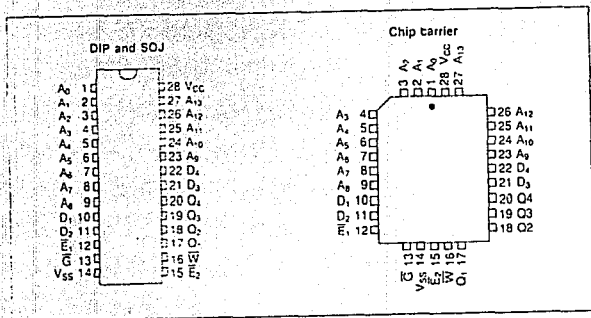 DIP and SOJ
A₀ 1 28 VCC
A₁ 2 27 A₁₃
A₂ 3 26 A₁₂
A₃ 4 25 A₁₁
A₄ 5 24 A₁₀
A₅ 6 23 A₉
A₆ 7 22 D₄
A₇ 8 21 D₃
A₈ 9 20 Q₄
D₁ 10 19 Q₃
D₂ 11 18 Q₂
E̅₁ 12 17
G̅ 13 16 W̅
VSS 14 15 E̅₂
Chip carrier
3 A₂
2 A₁
1 A₀
28 VCC
27 A₁₃
A₃ 4 26 A₁₂
A₄ 5 25 A₁₁
A₅ 6 24 A₁₀
A₆ 7 23 A₉
A₇ 8 22 D₄
A₈ 9 21 D₃
D₁ 10 20 Q4
D₂ 11 19 Q3
E̅₁ 12 18 Q2
G̅ 13
VSS 14
E̅₂ 15
W̅ 16
Q₁ 17